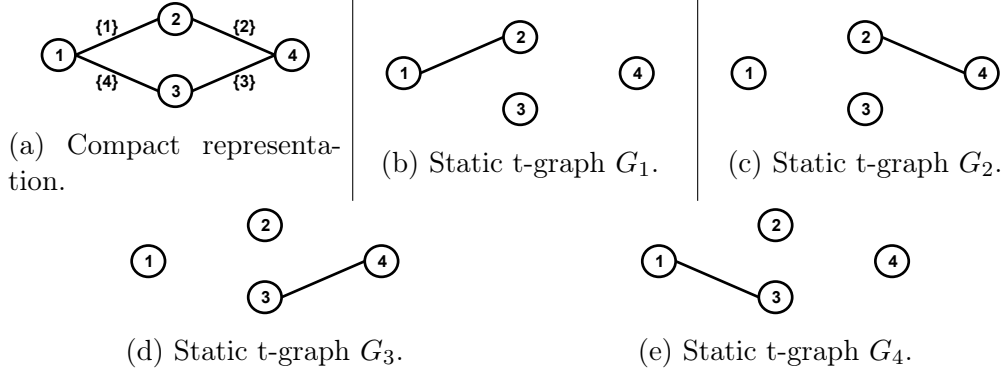 {1} 2 {2}
1 4
{4} 3 {3}
(a) Compact representa-
tion.
2
1 4
3
(b) Static t-graph G₁.
2
1 4
3
(c) Static t-graph G₂.
2
1 4
3
(d) Static t-graph G₃.
2
1 4
3
(e) Static t-graph G₄.